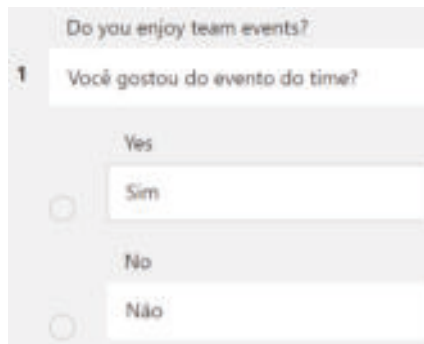 Do you enjoy team events?
1 Você gostou do evento do time?
Yes
Sim
No
Não